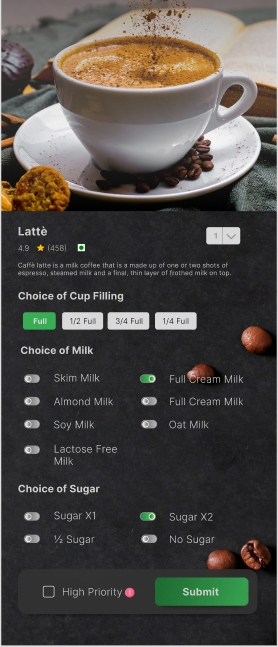 Lattè
1
4.9 (458)
Caffè latte is a milk coffee that is a made up of one or two shots of
espresso, steamed milk and a final, thin layer of frothed milk on top.
Choice of Cup Filling
Full 1/2 Full 3/4 Full 1/4 Full
Choice of Milk
Skim Milk Full Cream Milk
Almond Milk Full Cream Milk
Soy Milk Oat Milk
Lactose Free
Milk
Choice of Sugar
Sugar X1 Sugar X2
½ Sugar No Sugar
High Priority ! Submit